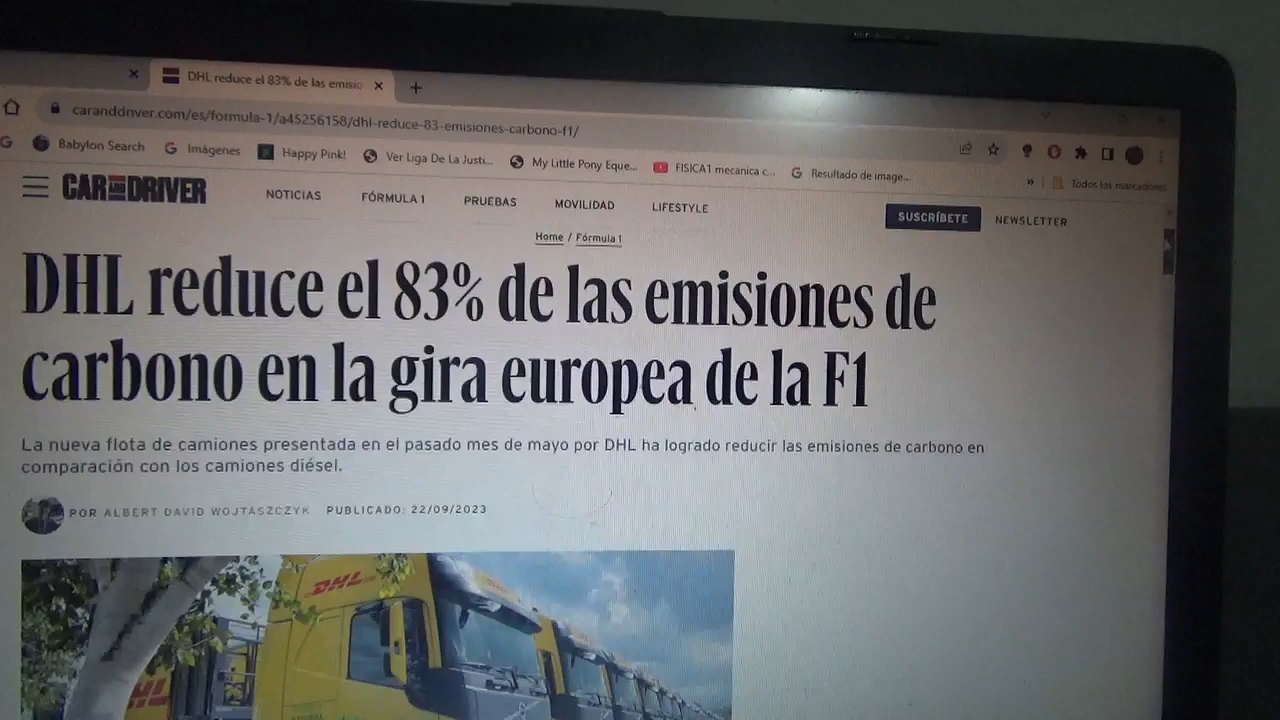 DHL reduce el 83% de las emisio
caranddriver.com/es/formula-1/a45256158/dhl-reduce-83-emisiones-carbono-f1/
Babylon Search
Imágenes
Happy Pink!
Ver Liga De La Justi...
My Little Pony Eque...
FISICA1 mecanica c...
Resultado de image...
Todos los marcadores
CAR AND DRIVER
NOTICIAS
FÓRMULA 1
PRUEBAS
MOVILIDAD
LIFESTYLE
SUSCRÍBETE
NEWSLETTER
Home / Fórmula 1
DHL reduce el 83% de las emisiones de
carbono en la gira europea de la F1
La nueva flota de camiones presentada en el pasado mes de mayo por DHL ha logrado reducir las emisiones de carbono en
comparación con los camiones diésel.
POR ALBERT DAVID WOJTASZCZYK PUBLICADO: 22/09/2023
DHL
HL